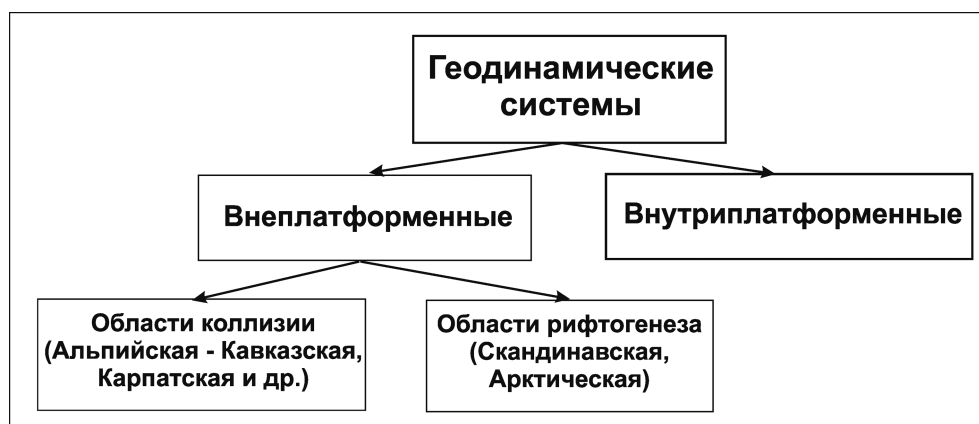 Геодинамические
системы
Внеплатформенные
Внутриплатформенные
Области коллизии
(Альпийская - Кавказская,
Карпатская и др.)
Области рифтогенеза
(Скандинавская,
Арктическая)